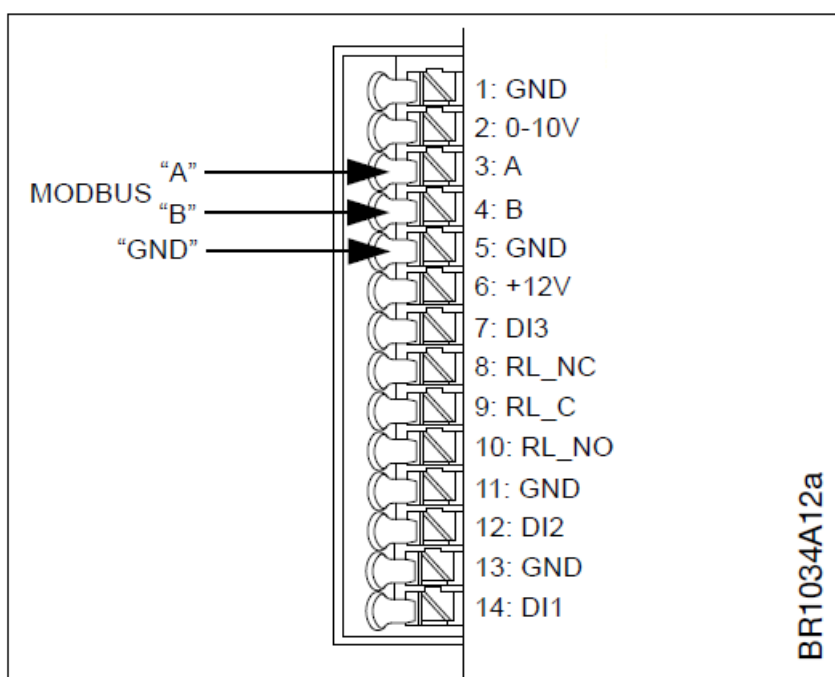 1: GND
2: 0-10V
“A”
3: A
MODBUS
“B”
4: B
“GND”
5: GND
6: +12V
7: DI3
8: RL_NC
9: RL_C
10: RL_NO
11: GND
12: DI2
13: GND
14: DI1
BR1034A12a